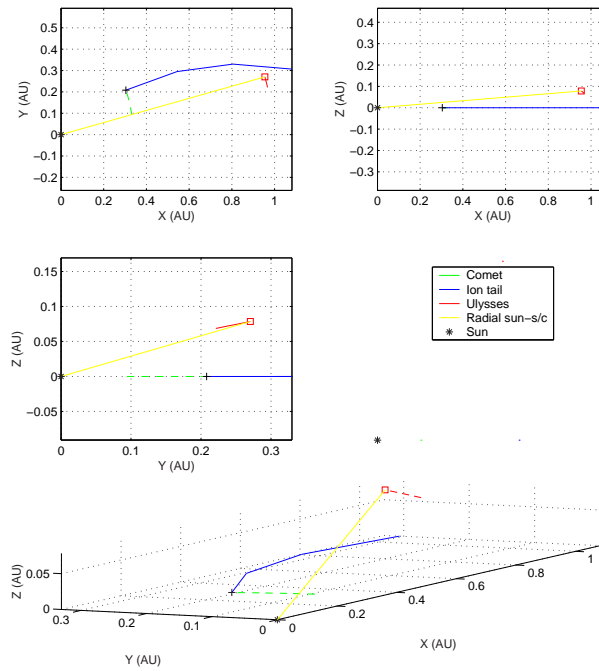 0.5
0.4
0.3
0.2
0.1
0
−0.1
−0.2
Y (AU)
0 0.2 0.4 0.6 0.8 1
X (AU)
0.4
0.3
0.2
0.1
0
−0.1
−0.2
−0.3
Z (AU)
0 0.2 0.4 0.6 0.8 1
X (AU)
0.15
0.1
0.05
0
−0.05
Z (AU)
0 0.1 0.2 0.3
Y (AU)
Comet
Ion tail
Ulysses
Radial sun−s/c
Sun
0.05
0
Z (AU)
0.3 0.2 0.1 0
Y (AU)
0 0.2 0.4 0.6 0.8 1
X (AU)